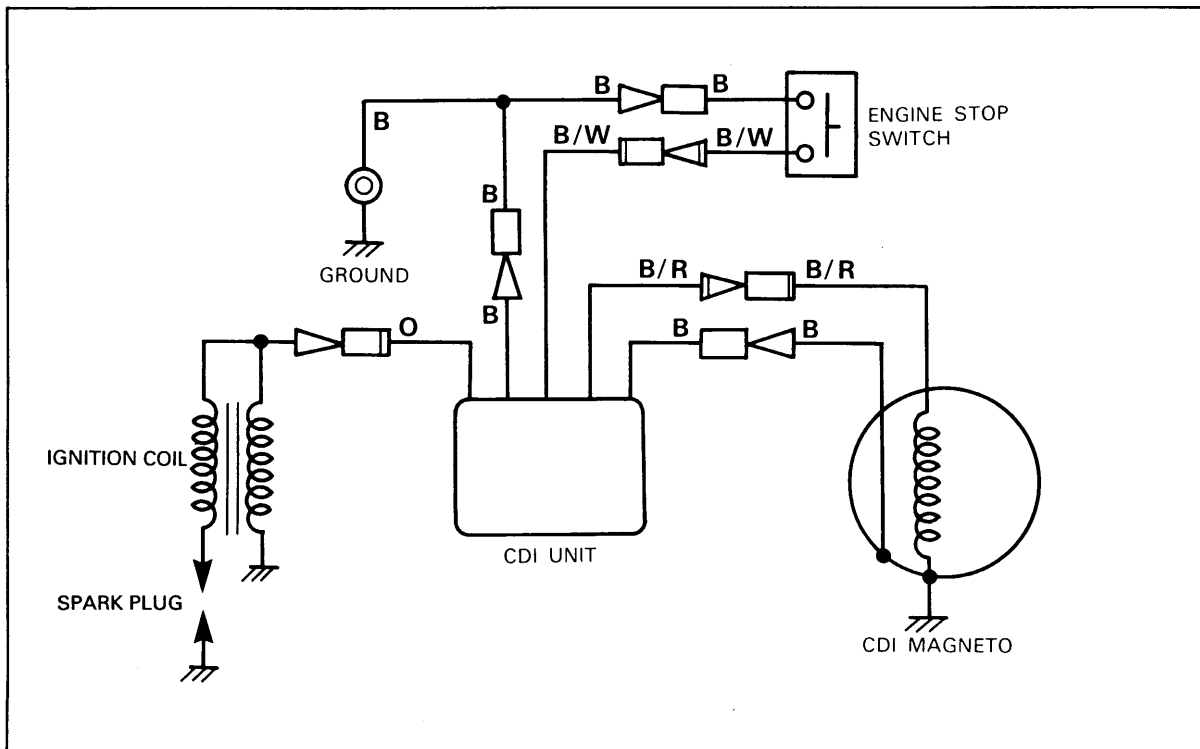 B
B
B
ENGINE STOP
SWITCH
B/W
B/W
B
GROUND
B
B/R
B/R
O
B
B
IGNITION COIL
CDI UNIT
SPARK PLUG
CDI MAGNETO